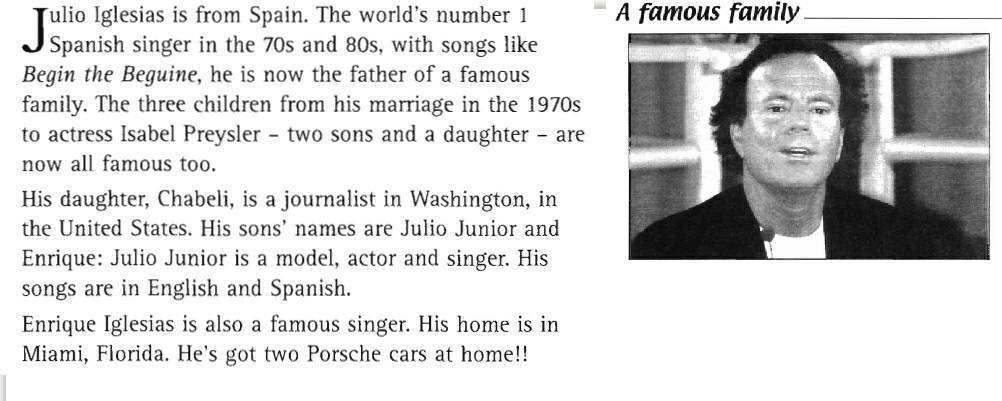 A famous family
Julio Iglesias is from Spain. The world's number 1
Spanish singer in the 70s and 80s, with songs like
Begin the Beguine, he is now the father of a famous
family. The three children from his marriage in the 1970s
to actress Isabel Preysler – two sons and a daughter – are
now all famous too.
His daughter, Chabeli, is a journalist in Washington, in
the United States. His sons' names are Julio Junior and
Enrique: Julio Junior is a model, actor and singer. His
songs are in English and Spanish.
Enrique Iglesias is also a famous singer. His home is in
Miami, Florida. He's got two Porsche cars at home!!